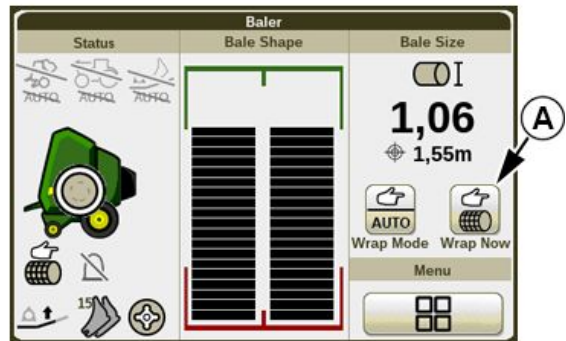 Baler
Status
Bale Shape
Bale Size
AUTO AUTO AUTO
1,06
1,55m
A
AUTO
Wrap Mode Wrap Now
Menu
15